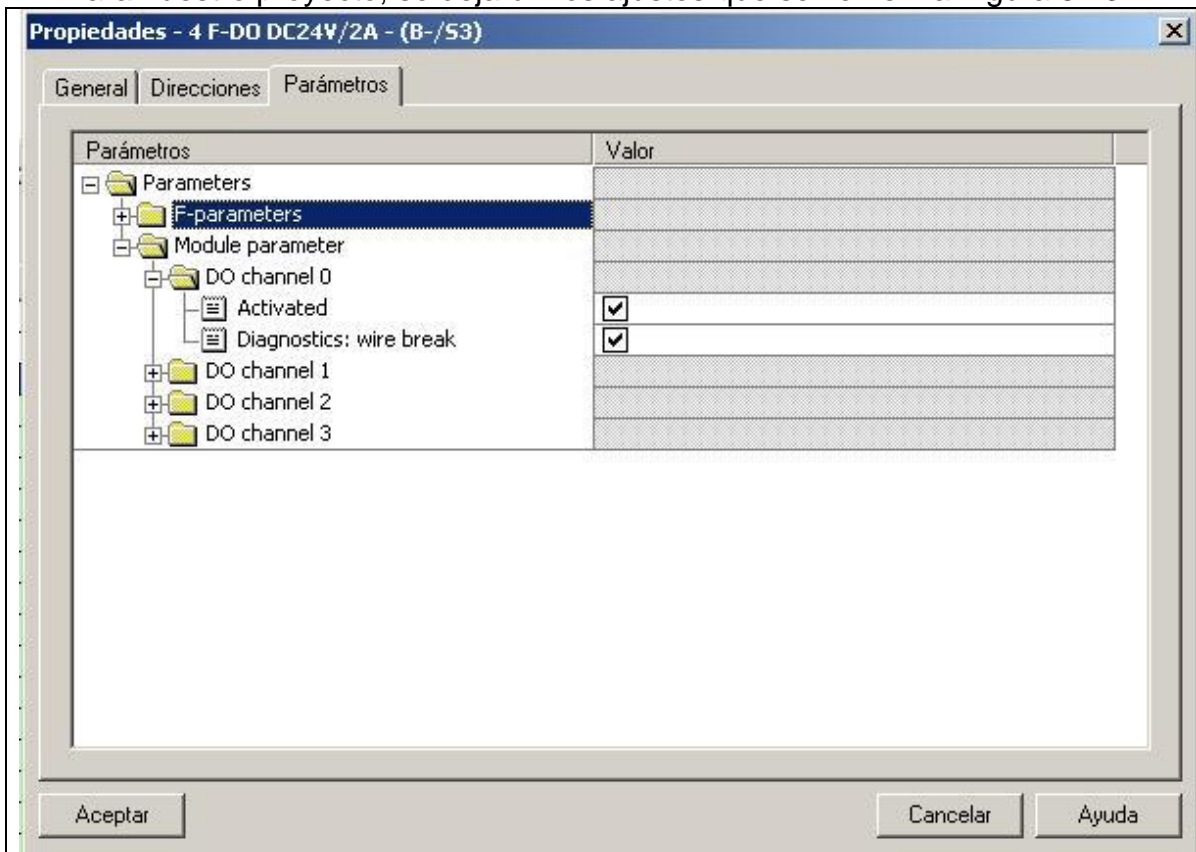 Propiedades - 4 F-DO DC24V/2A - (B-/S3)
General Direcciones Parámetros
Parámetros Valor
Parameters
F-parameters
Module parameter
DO channel 0
Activated
Diagnostics: wire break
DO channel 1
DO channel 2
DO channel 3
Aceptar Cancelar Ayuda